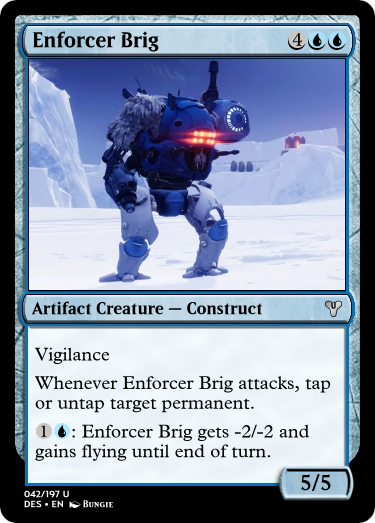 Enforcer Brig 4
Artifact Creature — Construct
Vigilance
Whenever Enforcer Brig attacks, tap
or untap target permanent.
1: Enforcer Brig gets -2/-2 and
gains flying until end of turn.
5/5
042/197 U
DES • EN Bungie